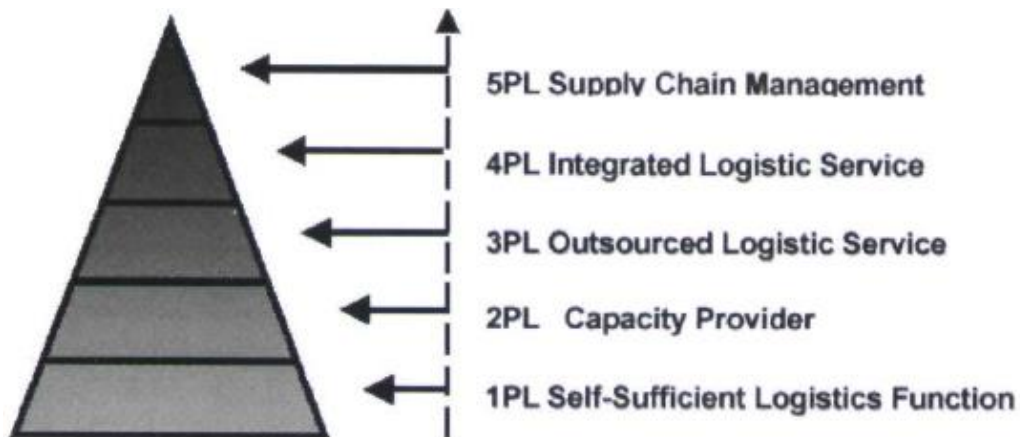 5PL Supply Chain Management
4PL Integrated Logistic Service
3PL Outsourced Logistic Service
2PL Capacity Provider
1PL Self-Sufficient Logistics Function